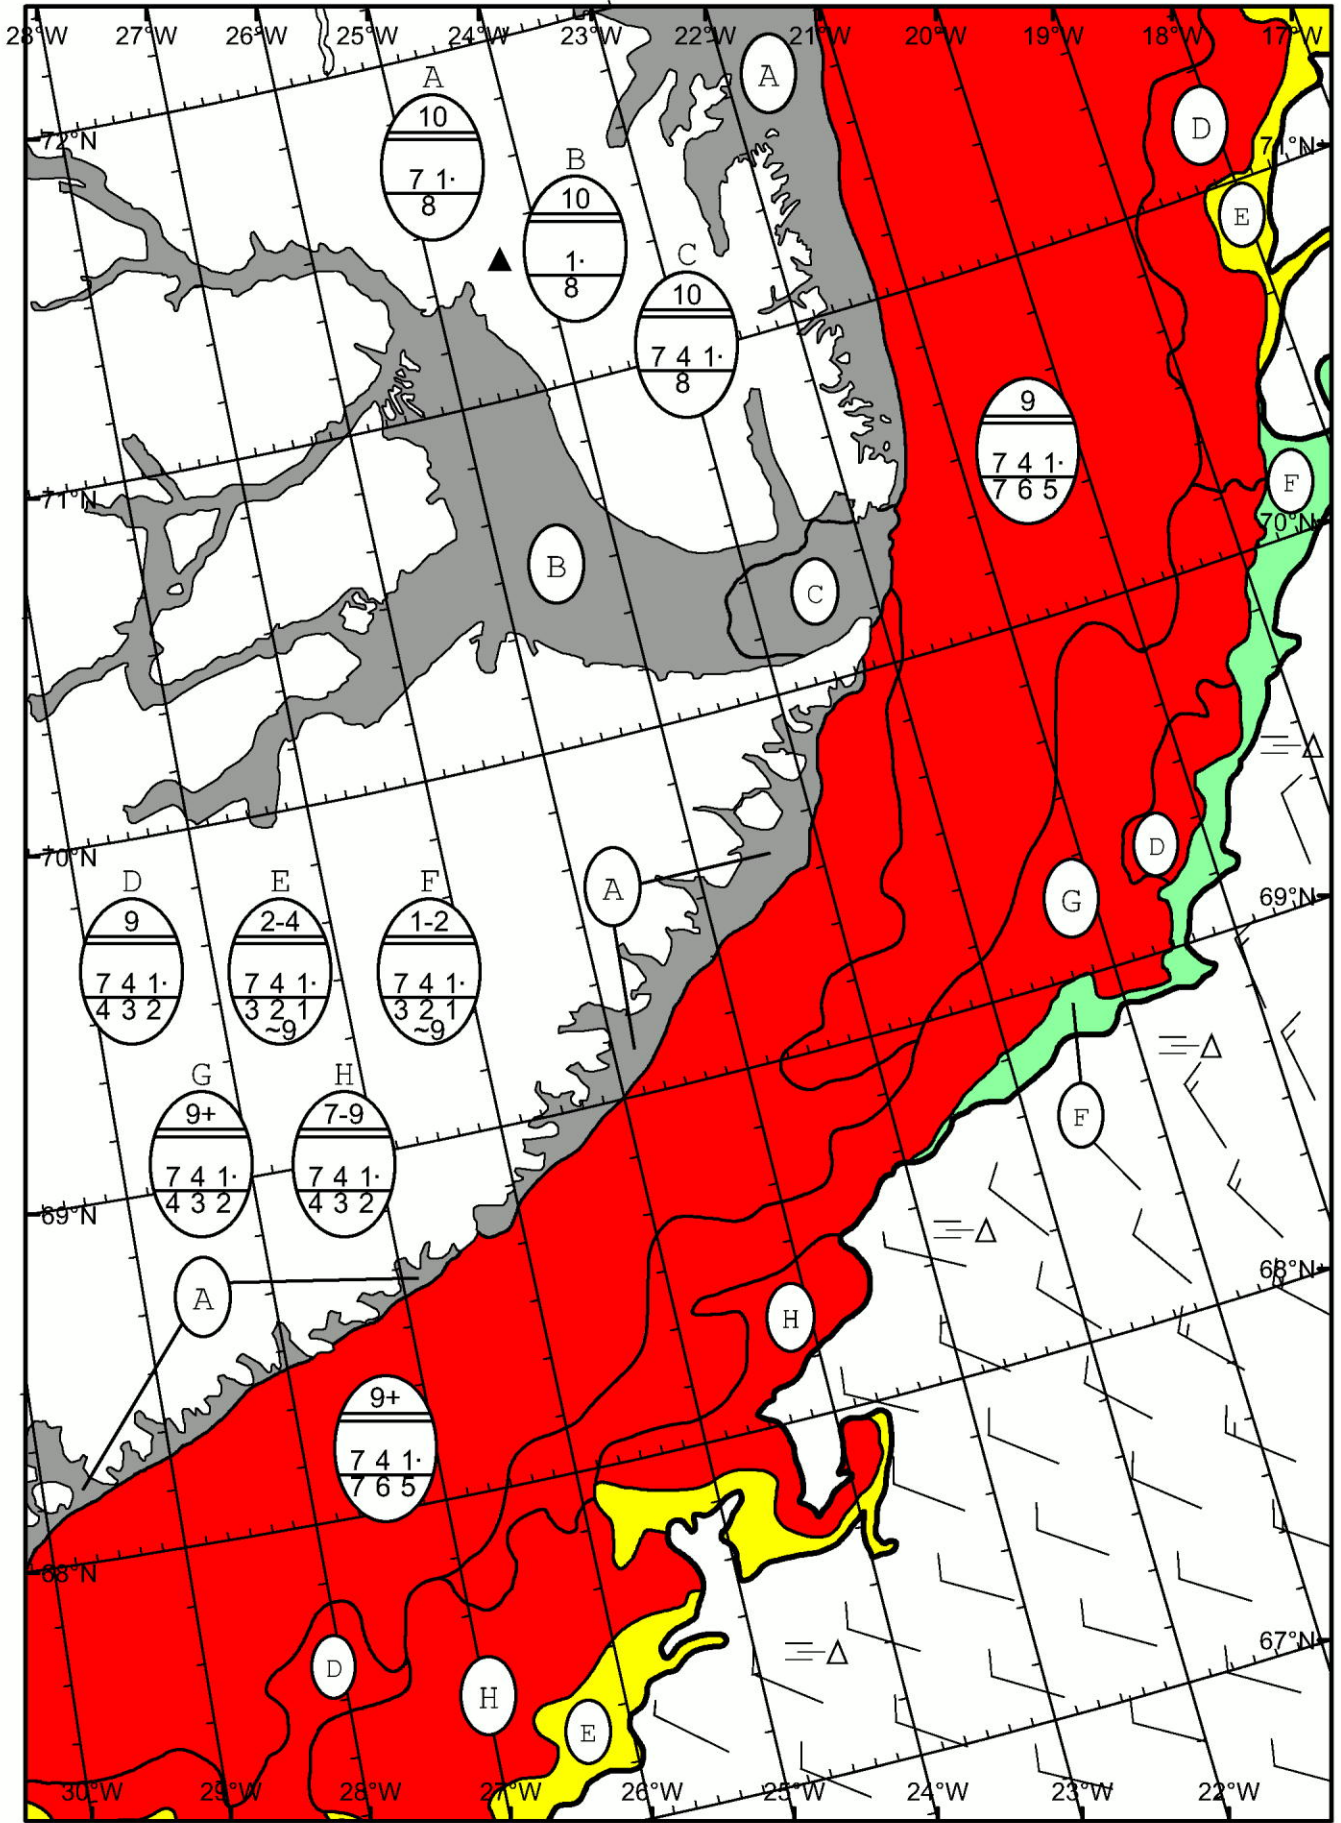 28°W 27°W 26°W 25°W 24°W 23°W 22°W 21°W 20°W 19°W 18°W 17°W
A
10
7 1·
8
B
10
1·
8
C
10
7 4 1·
8
A
D
E
72°N
71°N
9
7 4 1·
7 6 5
F
71°N
70°N
B
C
70°N
69°N
D
9
7 4 1·
4 3 2
E
2-4
7 4 1·
3 2 1
~9
F
1-2
7 4 1·
3 2 1
~9
A
D
G
F
G
9+
7 4 1·
4 3 2
H
7-9
7 4 1·
4 3 2
69°N
68°N
A
H
9+
7 4 1·
7 6 5
68°N
67°N
D
H
E
30°W 29°W 28°W 27°W 26°W 25°W 24°W 23°W 22°W